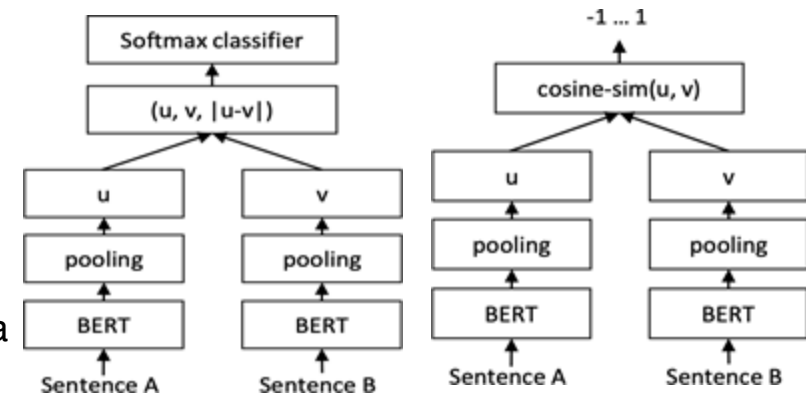 Softmax classifier
(u, v, |u-v|)
u
v
pooling
pooling
BERT
BERT
Sentence A
Sentence B
-1 ... 1
cosine-sim(u, v)
u
v
pooling
pooling
BERT
BERT
Sentence A
Sentence B
a